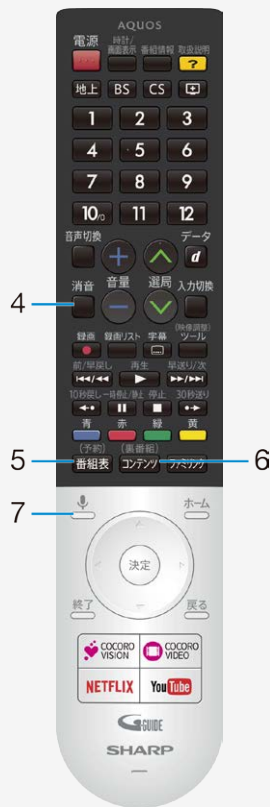 AQUOS
電源 時計/画面表示 番組情報 取扱説明
?
地上 BS CS
1 2 3
4 5 6
7 8 9
10/0 11 12
音声切換 データ
+ d
4 消音 音量 選局 入力切換
(映像調整)
録画 録画リスト 字幕 ツール
前/早戻し 再生 早送り/次
10秒戻し 一時停止/静止 停止 30秒送り
青 赤 緑 黄
(予約) (裏番組)
5 番組表 コンテンツ ファミリンク 6
7 ホーム
決定
終了 戻る
COCORO VISION COCORO VIDEO
NETFLIX YouTube
G GUIDE
SHARP